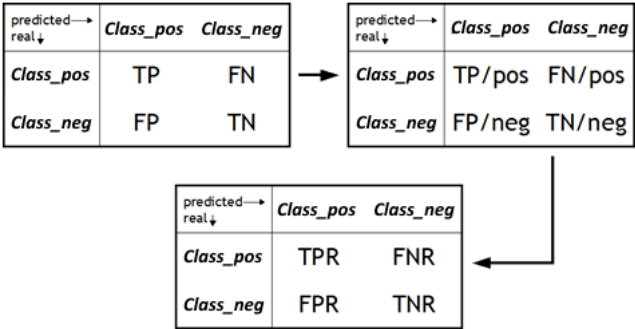 predicted→ Class_pos Class_neg
real↓
Class_pos TP FN
Class_neg FP TN
predicted→ Class_pos Class_neg
real↓
Class_pos TP/pos FN/pos
Class_neg FP/neg TN/neg
predicted→ Class_pos Class_neg
real↓
Class_pos TPR FNR
Class_neg FPR TNR